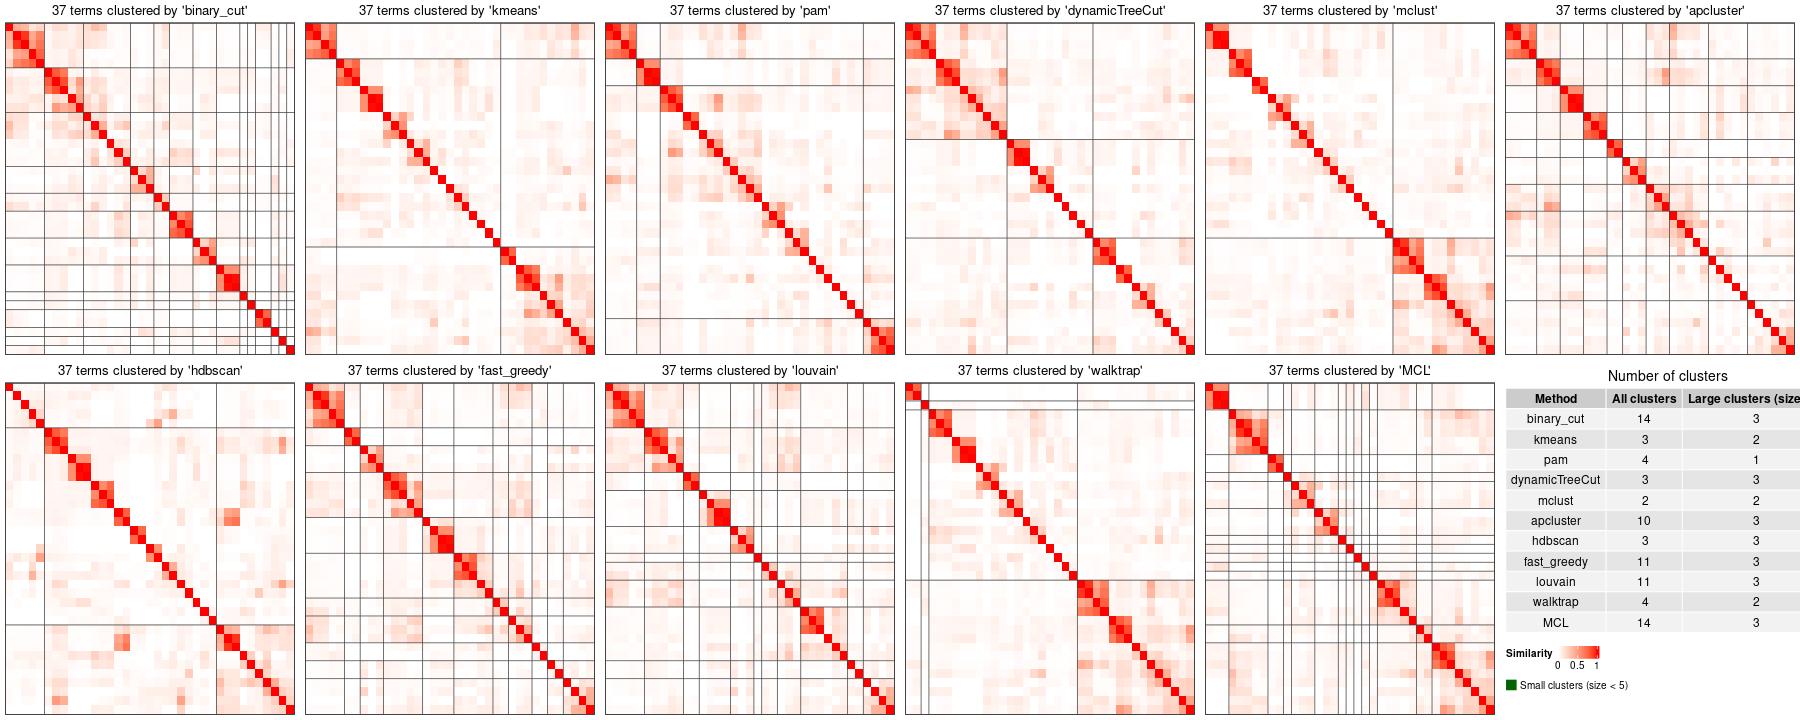 37 terms clustered by 'binary_cut'
37 terms clustered by 'kmeans'
37 terms clustered by 'pam'
37 terms clustered by 'dynamicTreeCut'
37 terms clustered by 'mclust'
37 terms clustered by 'apcluster'
37 terms clustered by 'hdbscan'
37 terms clustered by 'fast_greedy'
37 terms clustered by 'louvain'
37 terms clustered by 'walktrap'
37 terms clustered by 'MCL'
Number of clusters
Method All clusters Large clusters (size
binary_cut 14 3
kmeans 3 2
pam 4 1
dynamicTreeCut 3 3
mclust 2 2
apcluster 10 3
hdbscan 3 3
fast_greedy 11 3
louvain 11 3
walktrap 4 2
MCL 14 3
Similarity
0 0.5 1
Small clusters (size < 5)